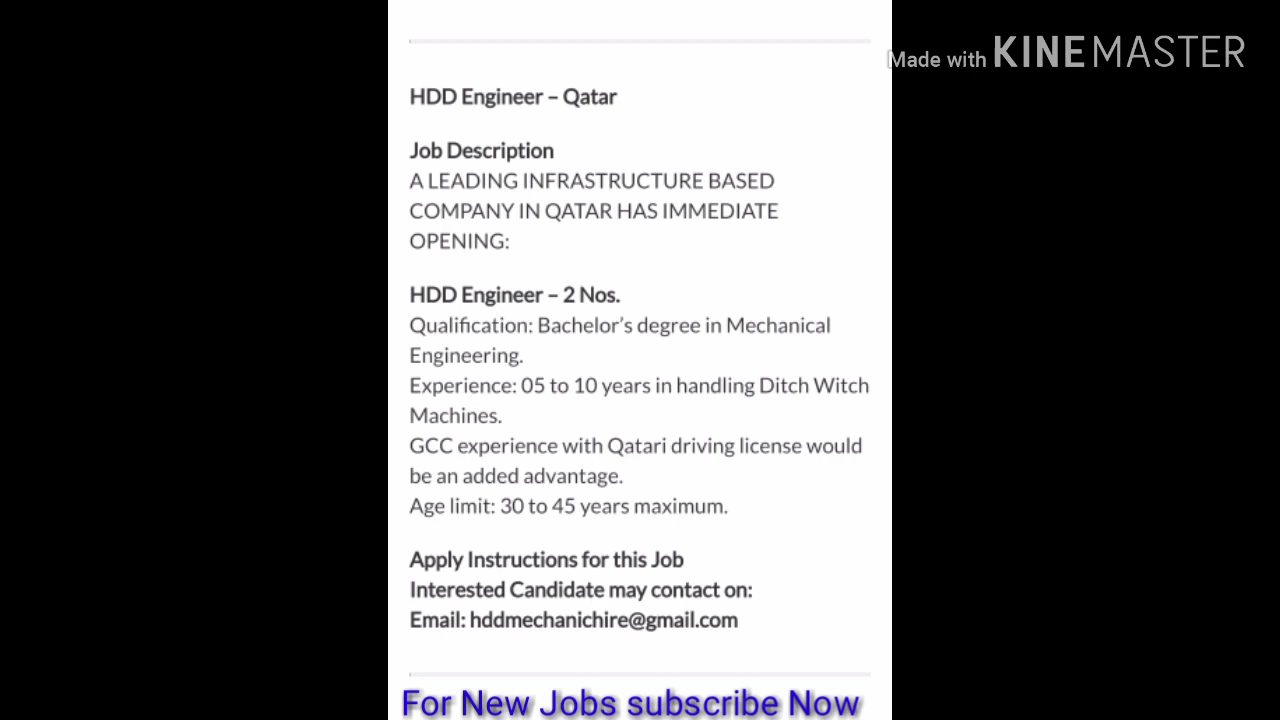 Made with KINEMASTER
HDD Engineer – Qatar
Job Description
A LEADING INFRASTRUCTURE BASED
COMPANY IN QATAR HAS IMMEDIATE
OPENING:
HDD Engineer – 2 Nos.
Qualification: Bachelor’s degree in Mechanical
Engineering.
Experience: 05 to 10 years in handling Ditch Witch
Machines.
GCC experience with Qatari driving license would
be an added advantage.
Age limit: 30 to 45 years maximum.
Apply Instructions for this Job
Interested Candidate may contact on:
Email: hddmechanichire@gmail.com
For New Jobs subscribe Now